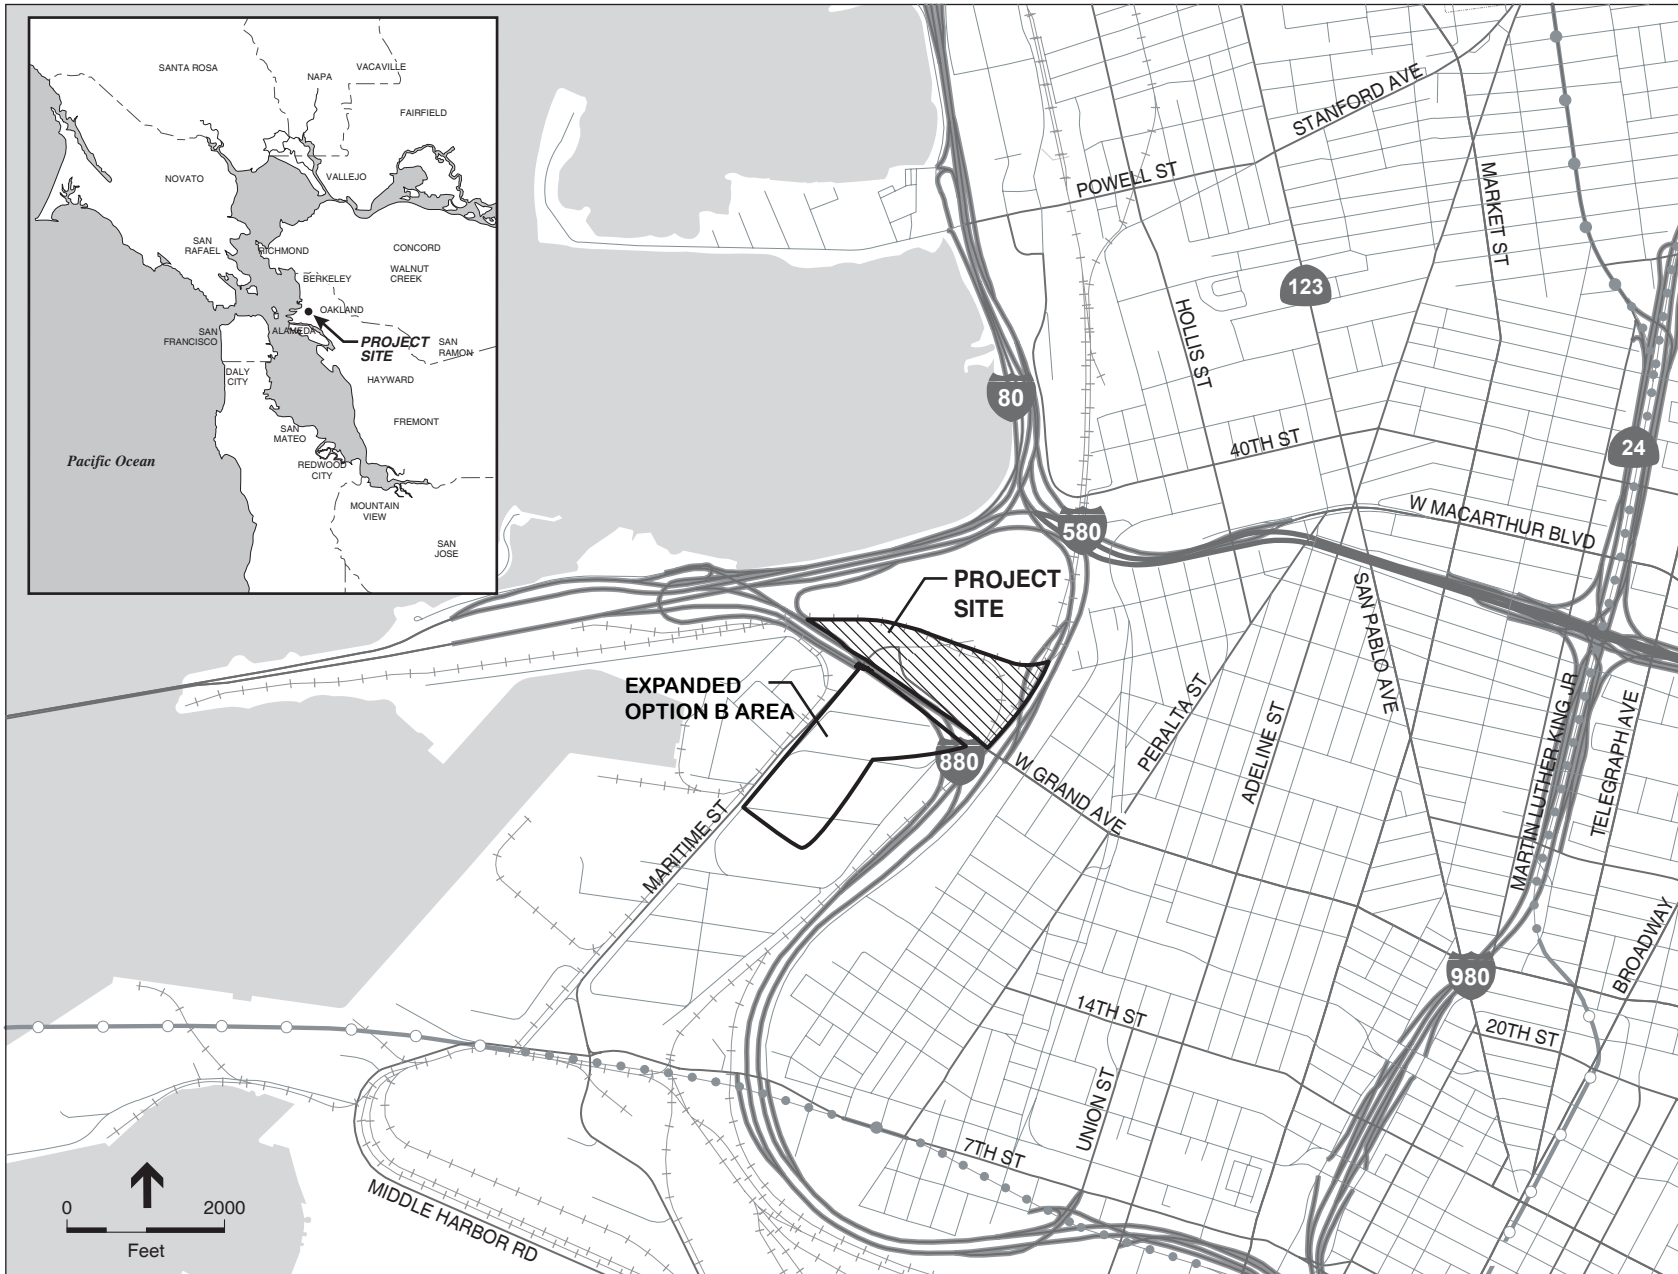 SANTA ROSA
NAPA
VACAVILLE
FAIRFIELD
NOVATO
VALLEJO
SAN
RAFAEL
RICHMOND
CONCORD
BERKELEY
WALNUT
CREEK
OAKLAND
SAN
FRANCISCO
ALAMEDA
PROJECT
SITE
SAN
RAMON
DALY
CITY
HAYWARD
FREMONT
SAN
MATEO
Pacific Ocean
REDWOOD
CITY
MOUNTAIN
VIEW
SAN
JOSE
STANFORD AVE
POWELL ST
MARKET ST
123
HOLLIS ST
80
40TH ST
24
W MACARTHUR BLVD
580
PROJECT
SITE
SAN PABLO AVE
EXPANDED
OPTION B AREA
PERALTA ST
ADELINE ST
MARTIN LUTHER KING JR
TELEGRAPH AVE
880
W GRAND AVE
MARITIME ST
BROADWAY
980
14TH ST
20TH ST
UNION ST
7TH ST
MIDDLE HARBOR RD
0 2000
Feet